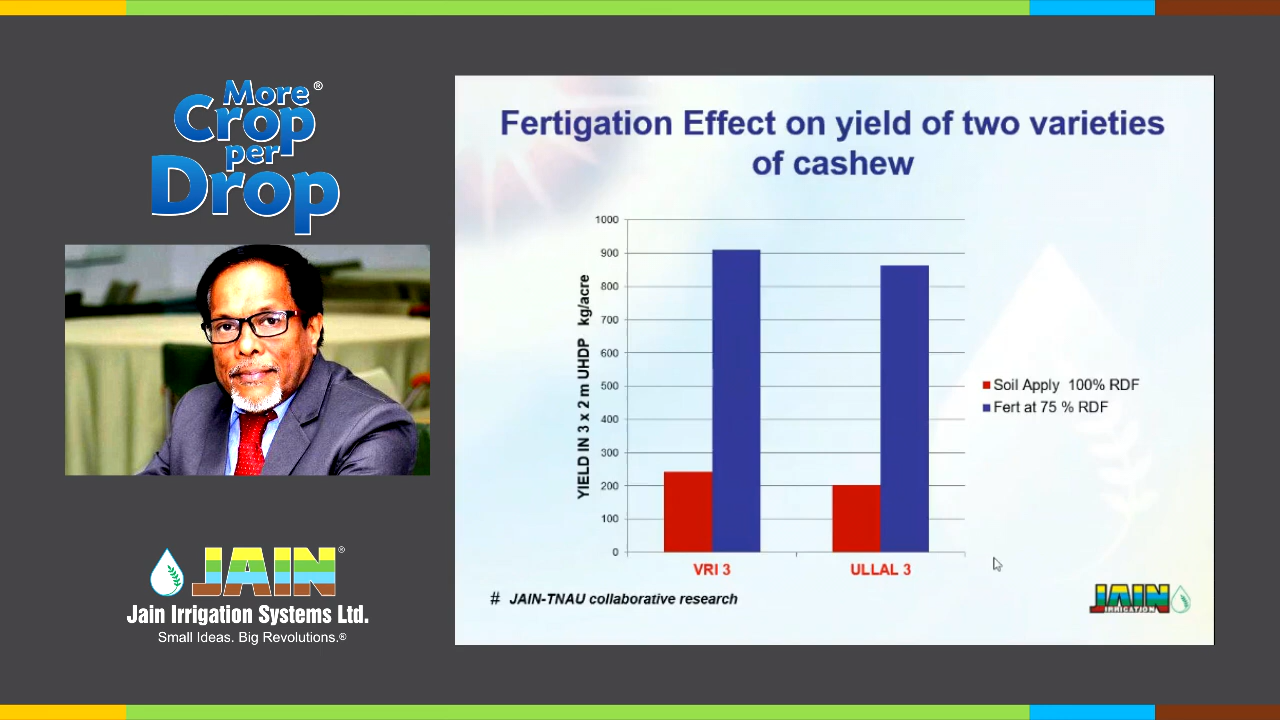 More®
Crop
per
Drop
JAIN®
Jain Irrigation Systems Ltd.
Small Ideas. Big Revolutions.®
Fertigation Effect on yield of two varieties
of cashew
YIELD IN 3 x 2 m UHDP kg/acre
1000
900
800
700
600
500
400
300
200
100
0
VRI 3
ULLAL 3
Soil Apply 100% RDF
Fert at 75 % RDF
# JAIN-TNAU collaborative research
JAIN
IRRIGATION